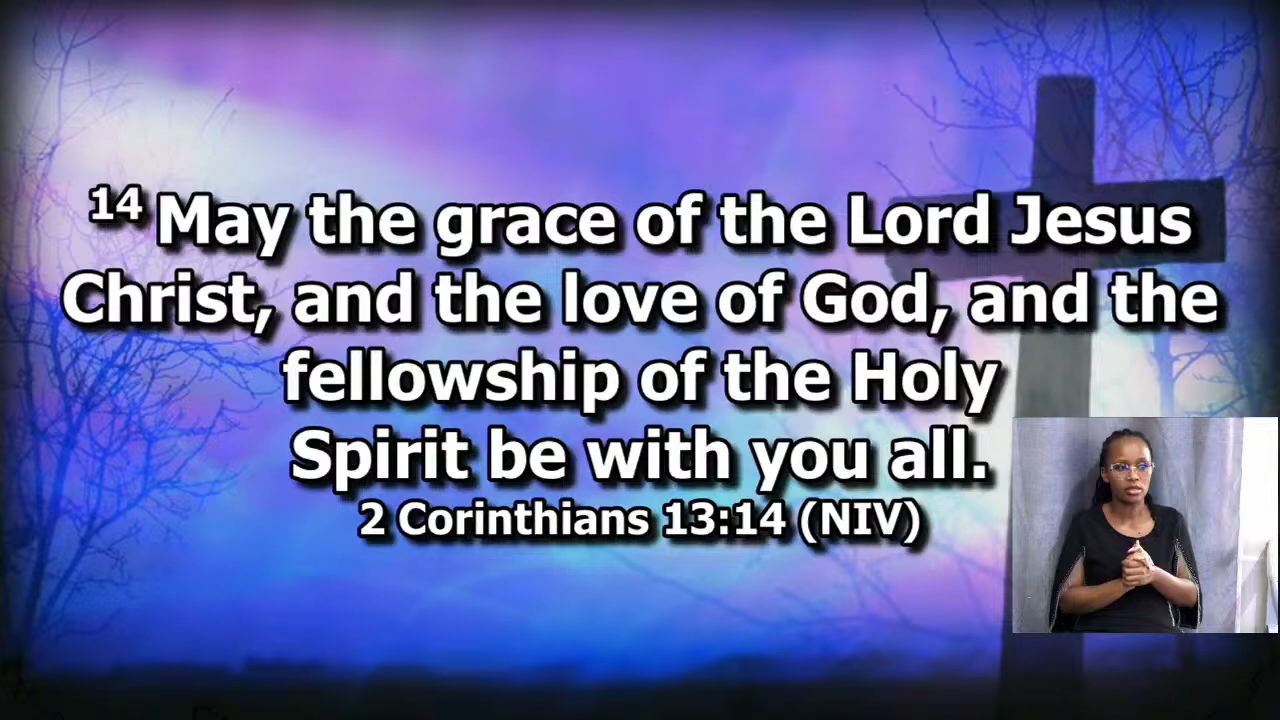 14 May the grace of the Lord Jesus
Christ, and the love of God, and the
fellowship of the Holy
Spirit be with you all.
2 Corinthians 13:14 (NIV)